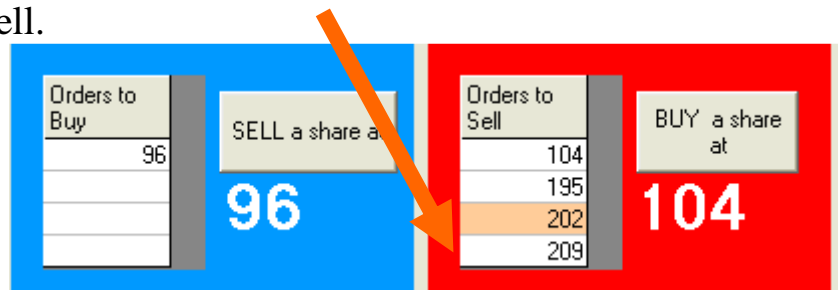 ell.
Orders to
Buy
96
SELL a share a
96
Orders to
Sell
104
195
202
209
BUY a share
at
104